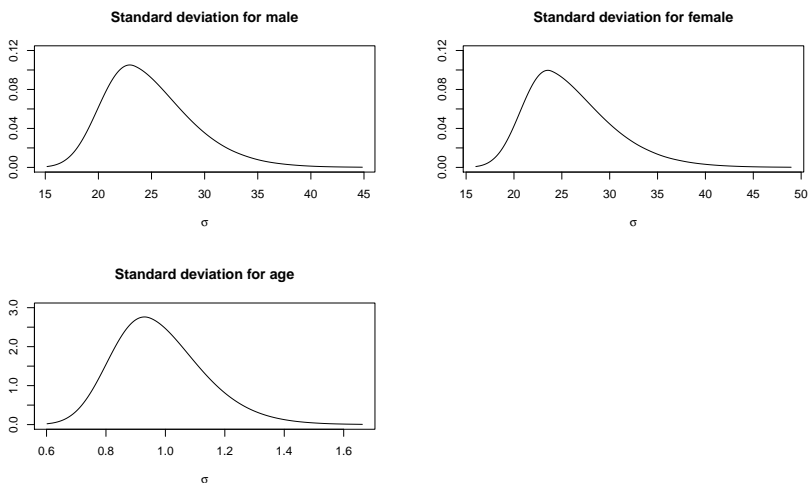 Standard deviation for male
0.12
0.08
0.04
0.00
15 20 25 30 35 40 45
σ
Standard deviation for female
0.12
0.08
0.04
0.00
15 20 25 30 35 40 45 50
σ
Standard deviation for age
3.0
2.0
1.0
0.0
0.6 0.8 1.0 1.2 1.4 1.6
σ